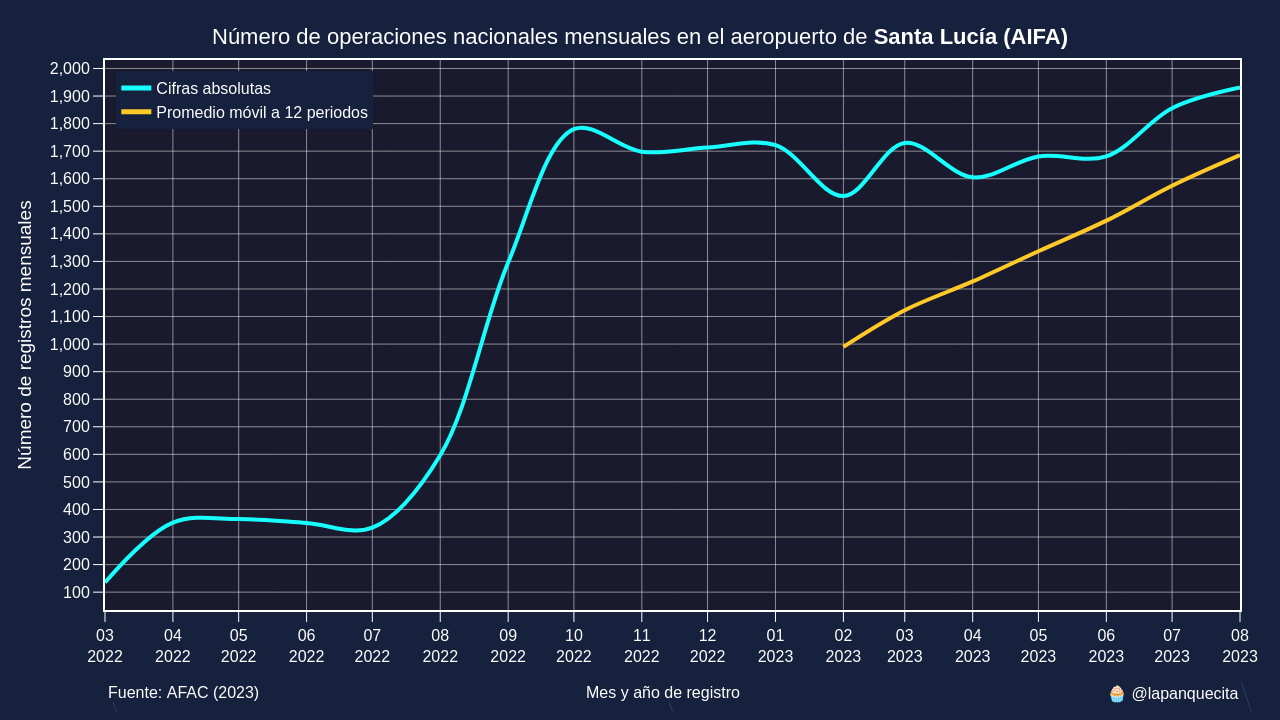 Número de operaciones nacionales mensuales en el aeropuerto de Santa Lucía (AIFA)
Cifras absolutas
Promedio móvil a 12 periodos
Número de registros mensuales
2,000
1,900
1,800
1,700
1,600
1,500
1,400
1,300
1,200
1,100
1,000
900
800
700
600
500
400
300
200
100
03 04 05 06 07 08 09 10 11 12 01 02 03 04 05 06 07 08
2022 2022 2022 2022 2022 2022 2022 2022 2022 2022 2023 2023 2023 2023 2023 2023 2023 2023
Fuente: AFAC (2023) Mes y año de registro 🧁 @lapanquecita